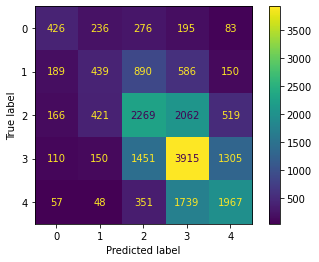 0 426 236 276 195 83
1 189 439 890 586 150
2 166 421 2269 2062 519
3 110 150 1451 3915 1305
4 57 48 351 1739 1967
0 1 2 3 4
Predicted label
True label
3500
3000
2500
2000
1500
1000
500